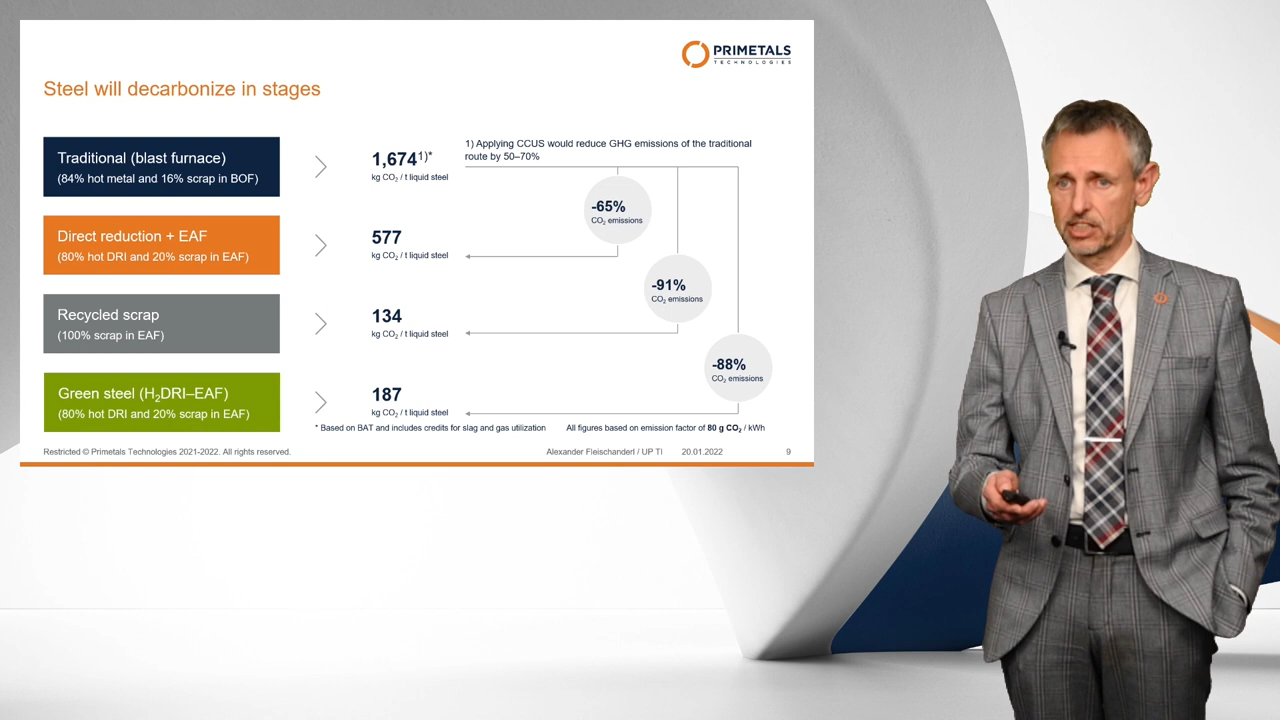 PRIMETALS
TECHNOLOGIES
Steel will decarbonize in stages
Traditional (blast furnace)
(84% hot metal and 16% scrap in BOF)
1,674¹⁾*
kg CO₂ / t liquid steel
1) Applying CCUS would reduce GHG emissions of the traditional
route by 50–70%
-65%
CO₂ emissions
Direct reduction + EAF
(80% hot DRI and 20% scrap in EAF)
577
kg CO₂ / t liquid steel
-91%
CO₂ emissions
Recycled scrap
(100% scrap in EAF)
134
kg CO₂ / t liquid steel
-88%
CO₂ emissions
Green steel (H₂DRI–EAF)
(80% hot DRI and 20% scrap in EAF)
187
kg CO₂ / t liquid steel
* Based on BAT and includes credits for slag and gas utilization
All figures based on emission factor of 80 g CO₂ / kWh
Restricted © Primetals Technologies 2021-2022. All rights reserved.
Alexander Fleischanderl / UP TI
20.01.2022
9